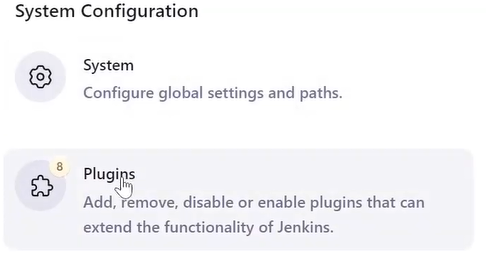 System Configuration
System
Configure global settings and paths.
8
Plugins
Add, remove, disable or enable plugins that can
extend the functionality of Jenkins.